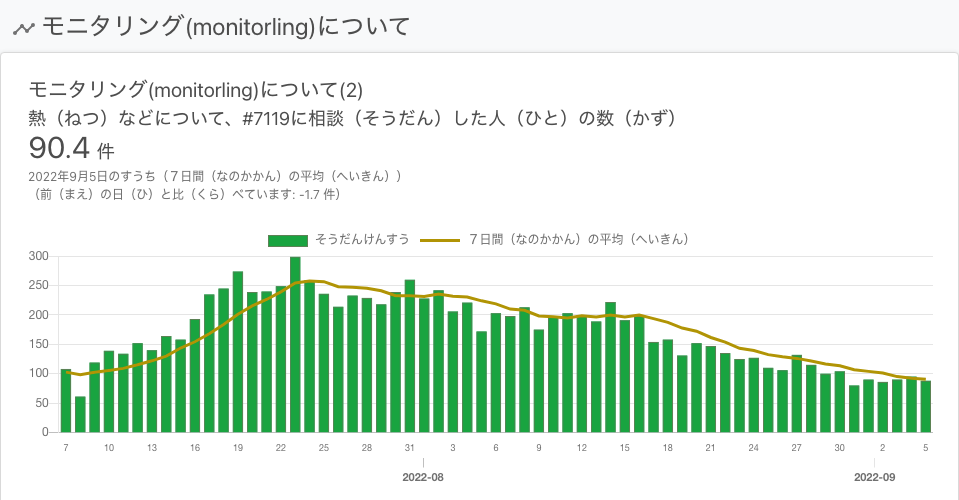 モニタリング(monitorling)について
モニタリング(monitorling)について(2)
熱（ねつ）などについて、#7119に相談（そうだん）した人（ひと）の数（かず）
90.4 件
2022年9月5日のすうち（７日間（なのかかん）の平均（へいきん））
（前（まえ）の日（ひ）と比（くら）べています: -1.7 件）
そうだんけんすう ７日間（なのかかん）の平均（へいきん）
300
250
200
150
100
50
0
7 10 13 16 19 22 25 28 31 3 6 9 12 15 18 21 24 27 30 2 5
2022-08 2022-09